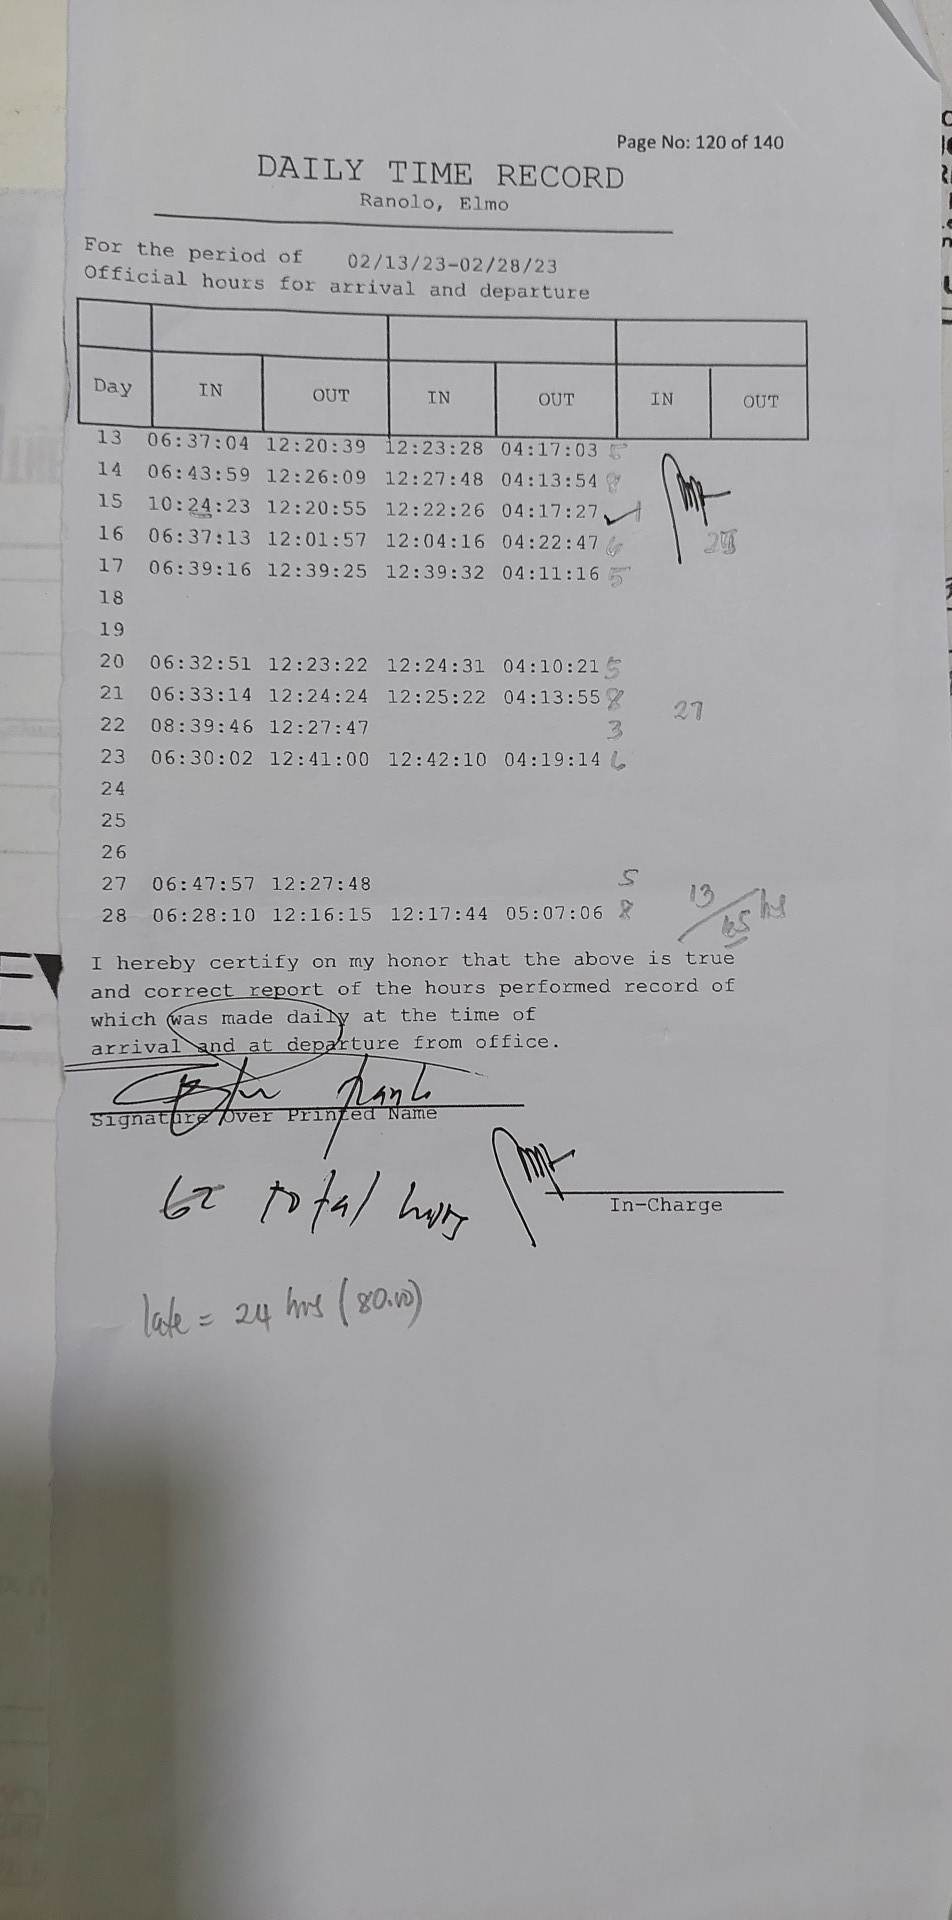 Page No: 120 of 140
DAILY TIME RECORD
Ranolo, Elmo
For the period of 02/13/23-02/28/23
Official hours for arrival and departure
Day IN OUT IN OUT IN OUT
13 06:37:04 12:20:39 12:23:28 04:17:03
14 06:43:59 12:26:09 12:27:48 04:13:54 8
15 10:24:23 12:20:55 12:22:26 04:17:27
16 06:37:13 12:01:57 12:04:16 04:22:47 6
17 06:39:16 12:39:25 12:39:32 04:11:16 5
18
19
20 06:32:51 12:23:22 12:24:31 04:10:21 5
21 06:33:14 12:24:24 12:25:22 04:13:55 8
27
22 08:39:46 12:27:47 3
23 06:30:02 12:41:00 12:42:10 04:19:14 6
24
25
26
27 06:47:57 12:27:48 5
28 06:28:10 12:16:15 12:17:44 05:07:06 8
13 / 65 hrs
I hereby certify on my honor that the above is true
and correct report of the hours performed record of
which was made daily at the time of
arrival and at departure from office.
Signature Over Printed Name
62 total hours
In-Charge
late = 24 hrs (80.00)